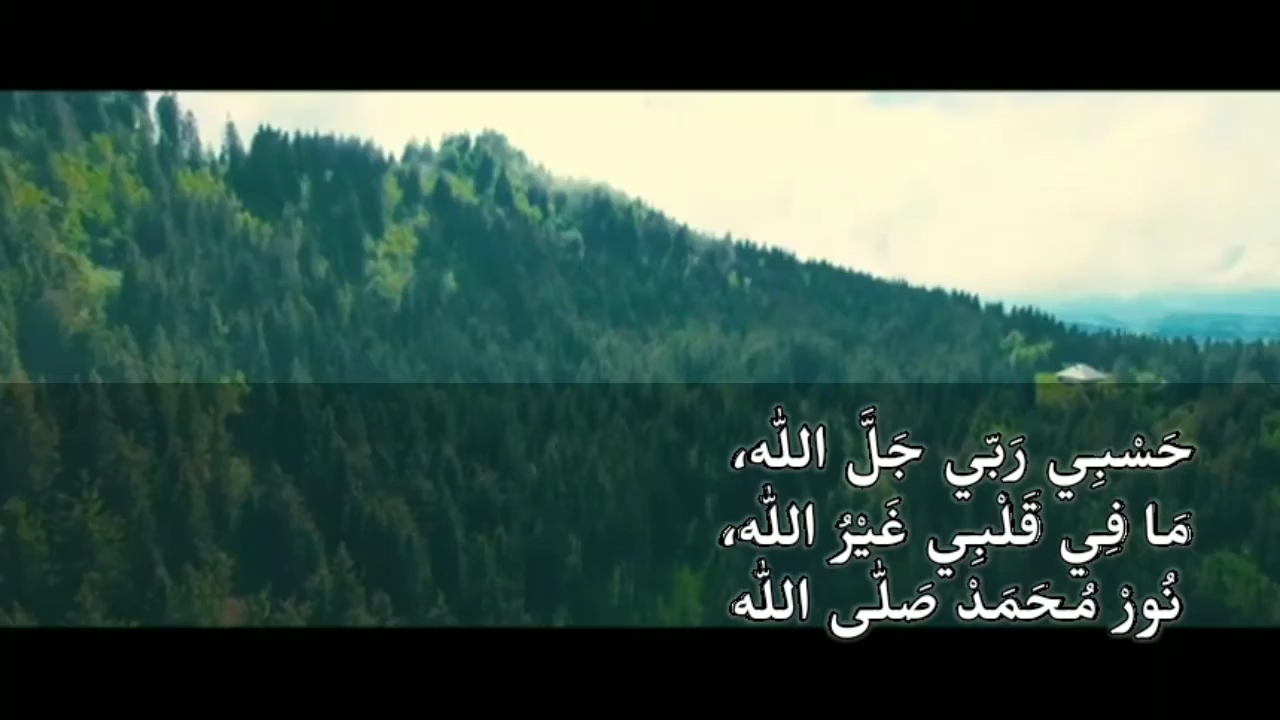 حَسْبِي رَبّي جَلَّ اللّٰه،
مَا فِي قَلْبِي غَيْرُ اللّٰه،
نُورْ مُحَمَدْ صَلّٰى اللّٰه